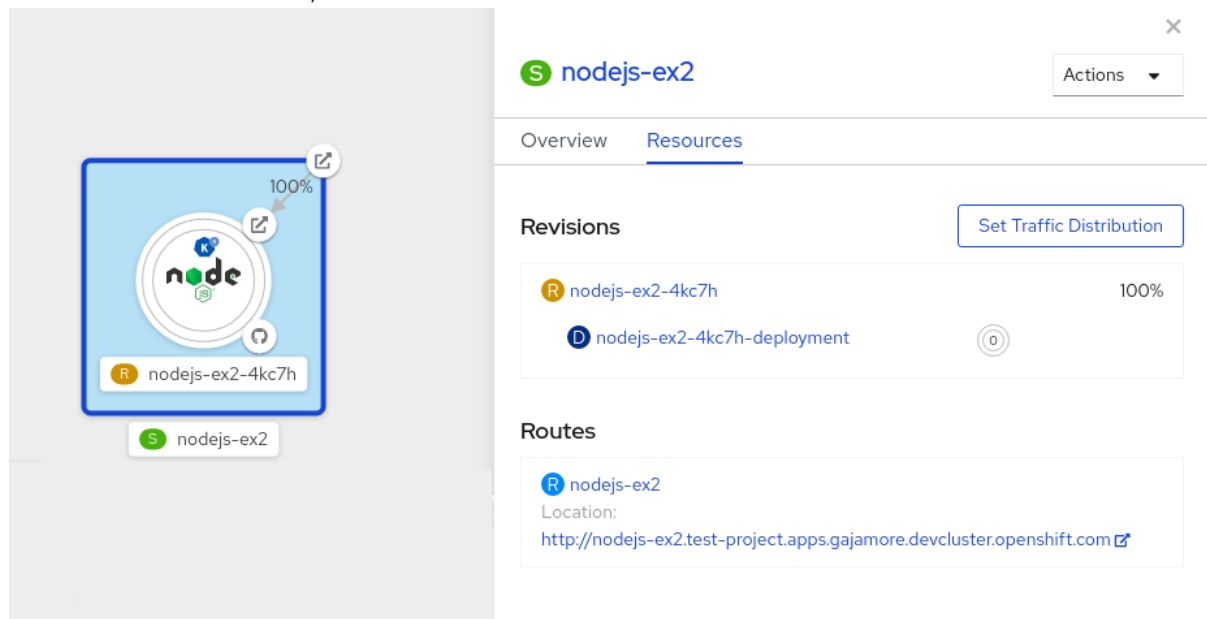 100%
K
node
JS
R nodejs-ex2-4kc7h
S nodejs-ex2
S nodejs-ex2
Actions
Overview Resources
Revisions
Set Traffic Distribution
R nodejs-ex2-4kc7h 100%
D nodejs-ex2-4kc7h-deployment 0
Routes
R nodejs-ex2
Location:
http://nodejs-ex2.test-project.apps.gajamore.devcluster.openshift.com